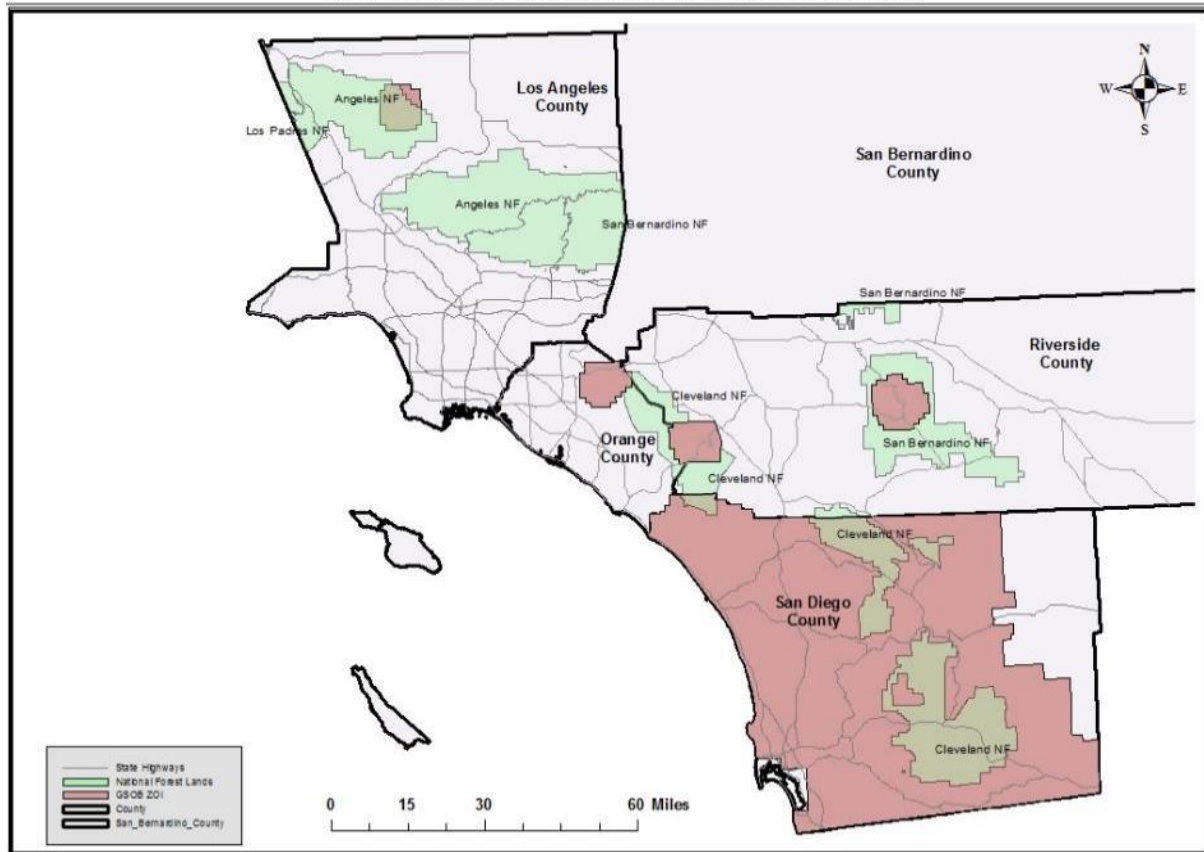 N
W E
S
Los Angeles
County
Angeles NF
Los Padres NF
San Bernardino
County
Angeles NF
San Bernardino NF
San Bernardino NF
Riverside
County
Cleveland NF
San Bernardino NF
Orange
County
Cleveland NF
Cleveland NF
San Diego
County
Cleveland NF
State Highways
National Forest Lands
GSOB ZOI
County
San_Bernardino_County
0 15 30 60 Miles